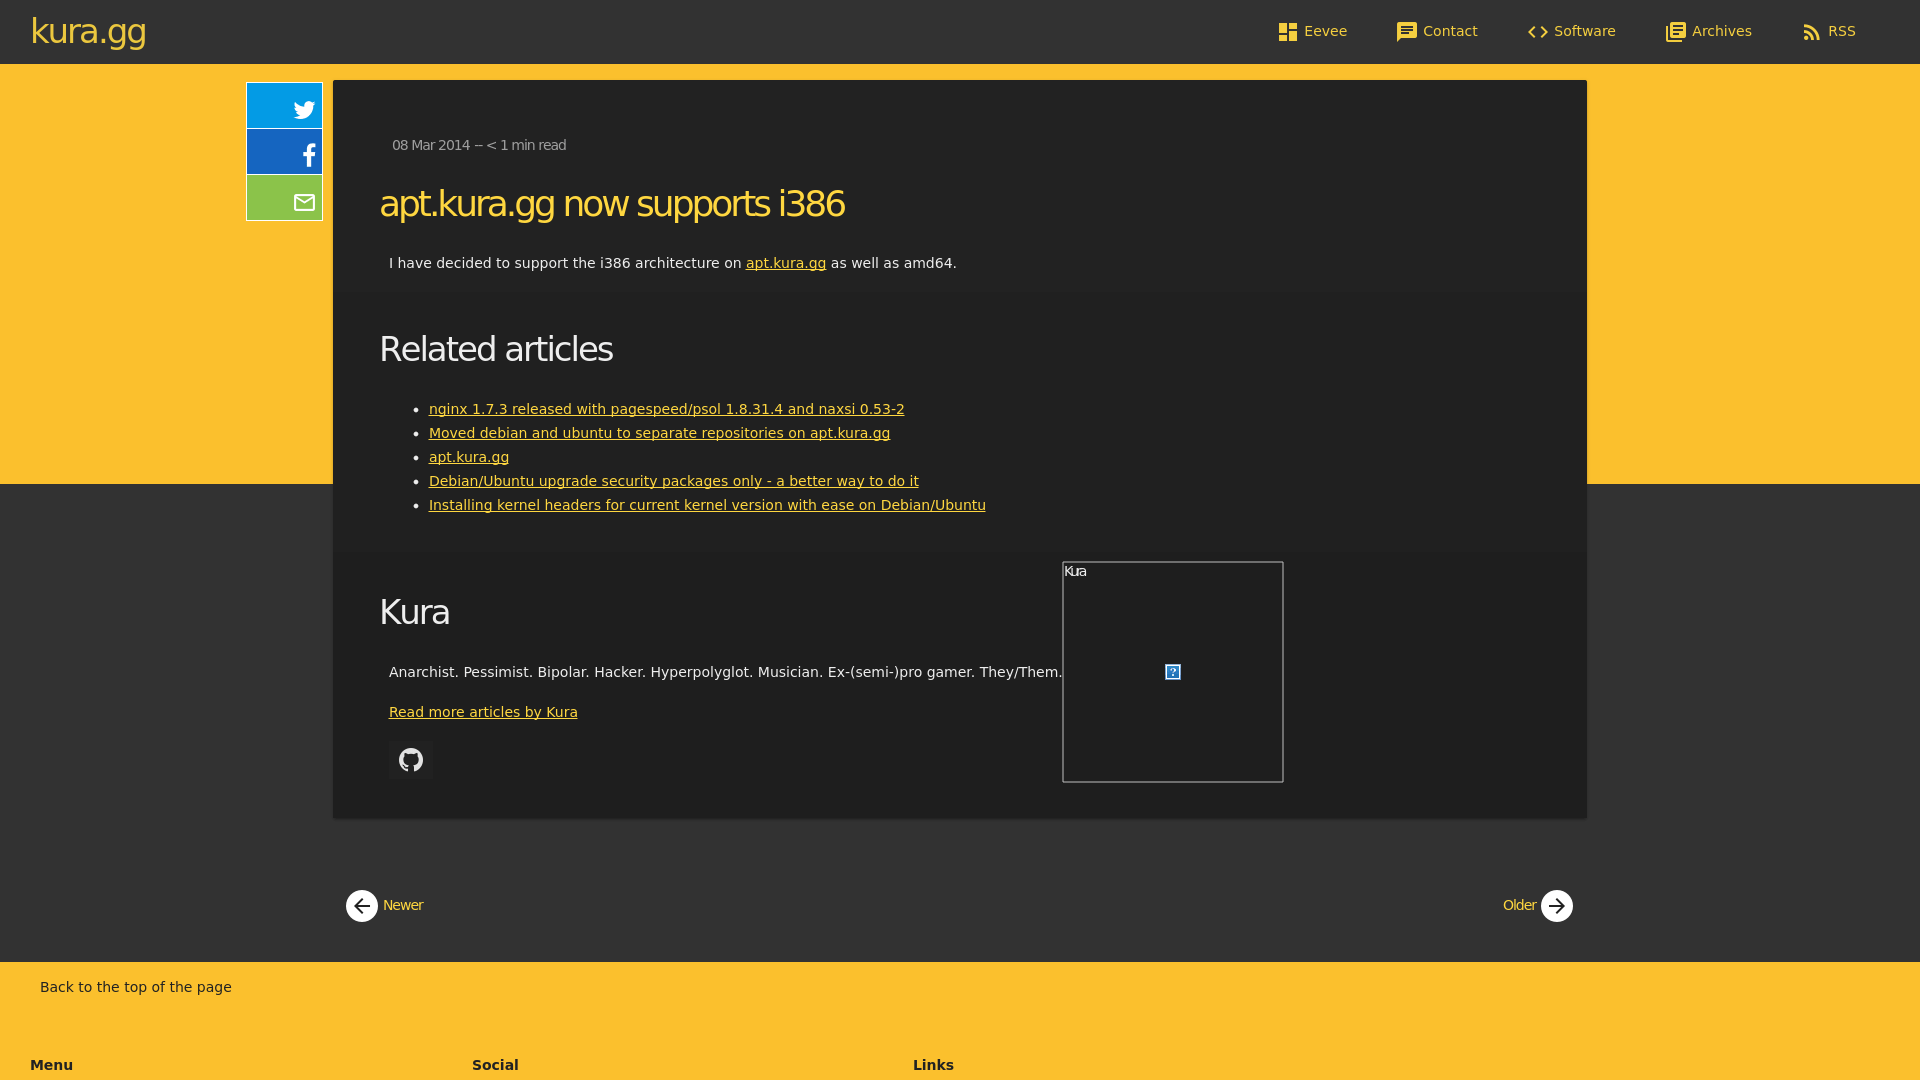 kura.gg
Eevee
Contact
Software
Archives
RSS
08 Mar 2014 -- < 1 min read
apt.kura.gg now supports i386
I have decided to support the i386 architecture on apt.kura.gg as well as amd64.
Related articles
nginx 1.7.3 released with pagespeed/psol 1.8.31.4 and naxsi 0.53-2
Moved debian and ubuntu to separate repositories on apt.kura.gg
apt.kura.gg
Debian/Ubuntu upgrade security packages only - a better way to do it
Installing kernel headers for current kernel version with ease on Debian/Ubuntu
Kura
Kura
Anarchist. Pessimist. Bipolar. Hacker. Hyperpolyglot. Musician. Ex-(semi-)pro gamer. They/Them.
Read more articles by Kura
Newer
Older
Back to the top of the page
Menu
Social
Links